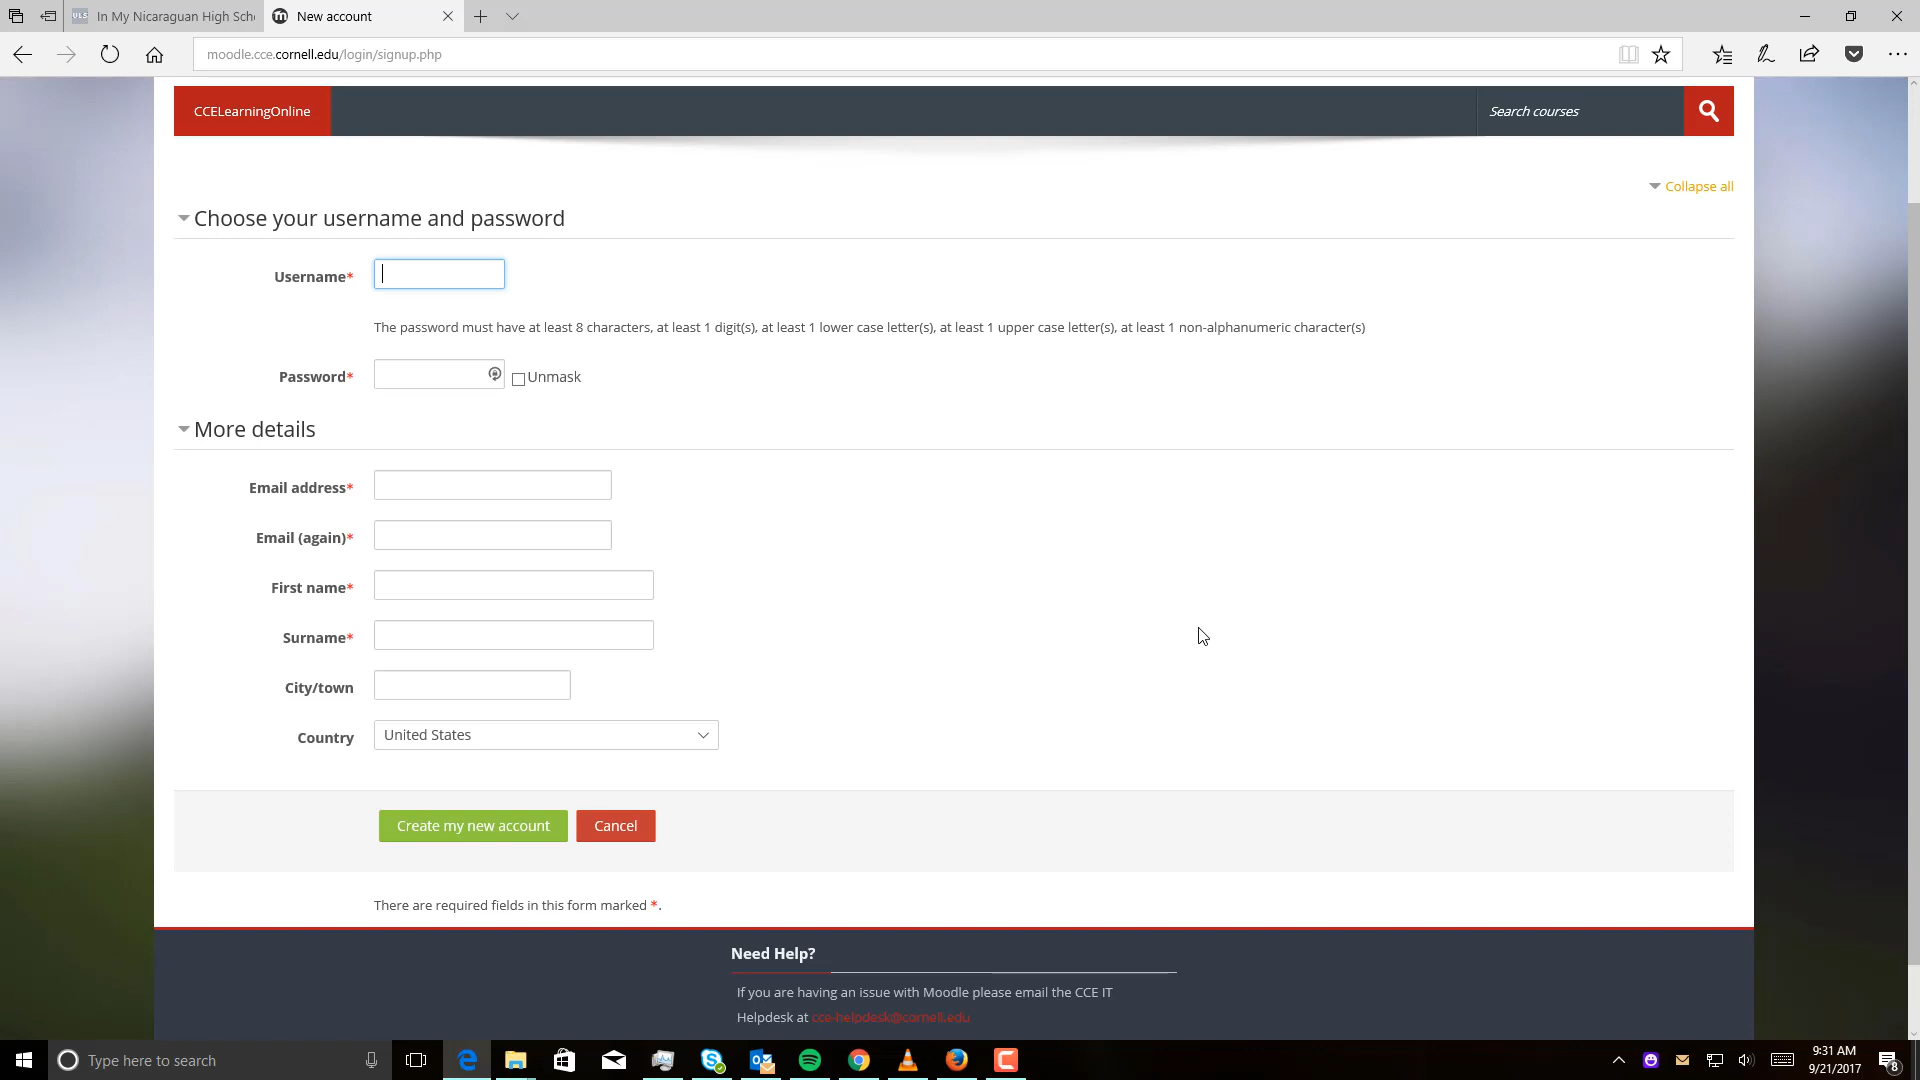 In My Nicaraguan High Sch
New account
moodle.cce.cornell.edu/login/signup.php
CCELearningOnline
Search courses
Collapse all
Choose your username and password
Username*
The password must have at least 8 characters, at least 1 digit(s), at least 1 lower case letter(s), at least 1 upper case letter(s), at least 1 non-alphanumeric character(s)
Password*
Unmask
More details
Email address*
Email (again)*
First name*
Surname*
City/town
Country
United States
Create my new account
Cancel
There are required fields in this form marked *.
Need Help?
If you are having an issue with Moodle please email the CCE IT
Helpdesk at cce-helpdesk@cornell.edu
Type here to search
9:31 AM
9/21/2017
8